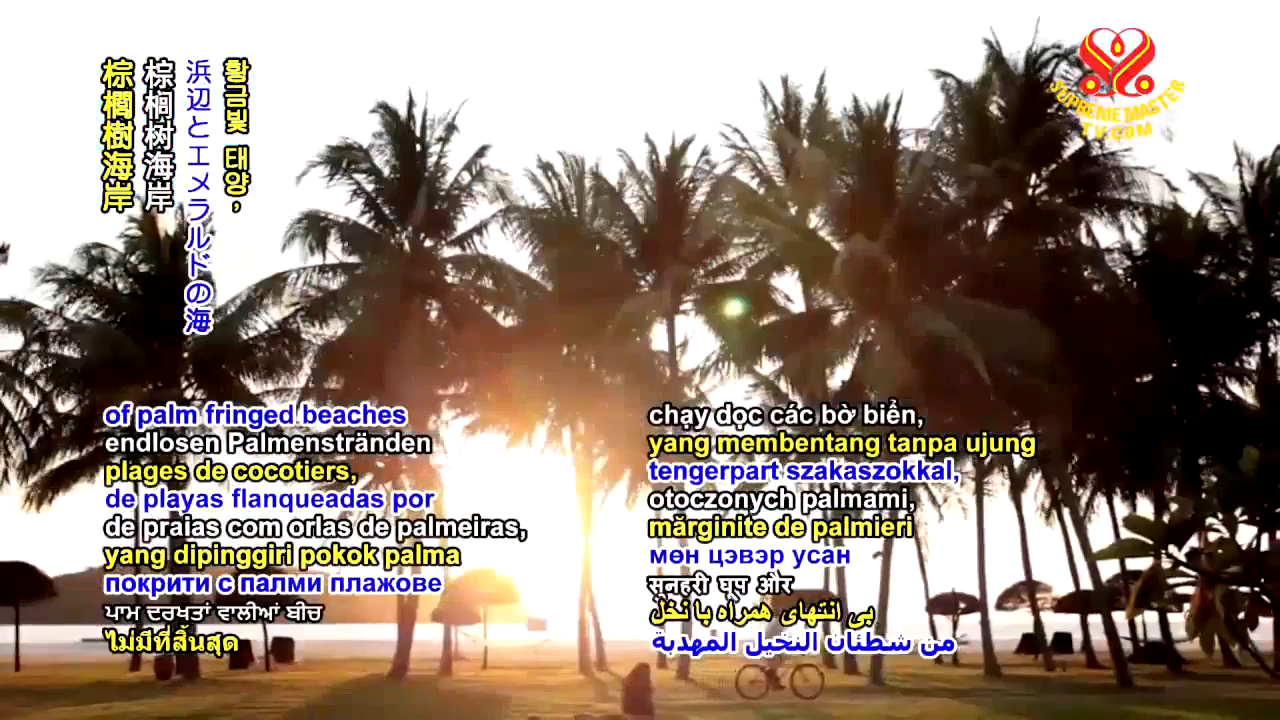 棕櫚樹海岸
棕榈树海岸
浜辺とエメラルドの海
황금빛 태양,
SUPREME MASTER
TV.COM
of palm fringed beaches
endlosen Palmenstränden
plages de cocotiers,
de playas flanqueadas por
de praias com orlas de palmeiras,
yang dipinggiri pokok palma
покрити с палми плажове
ਪਾਮ ਦਰਖਤਾਂ ਵਾਲੀਆਂ ਬੀਚ
ไม่มีที่สิ้นสุด
chạy dọc các bờ biển,
yang membentang tanpa ujung
tengerpart szakaszokkal,
otoczonych palmami,
mărginite de palmieri
мөн цэвэр усан
सुनहरी धूप और
بی انتهای همراه با نخل
من شطئان النخيل المهدبة